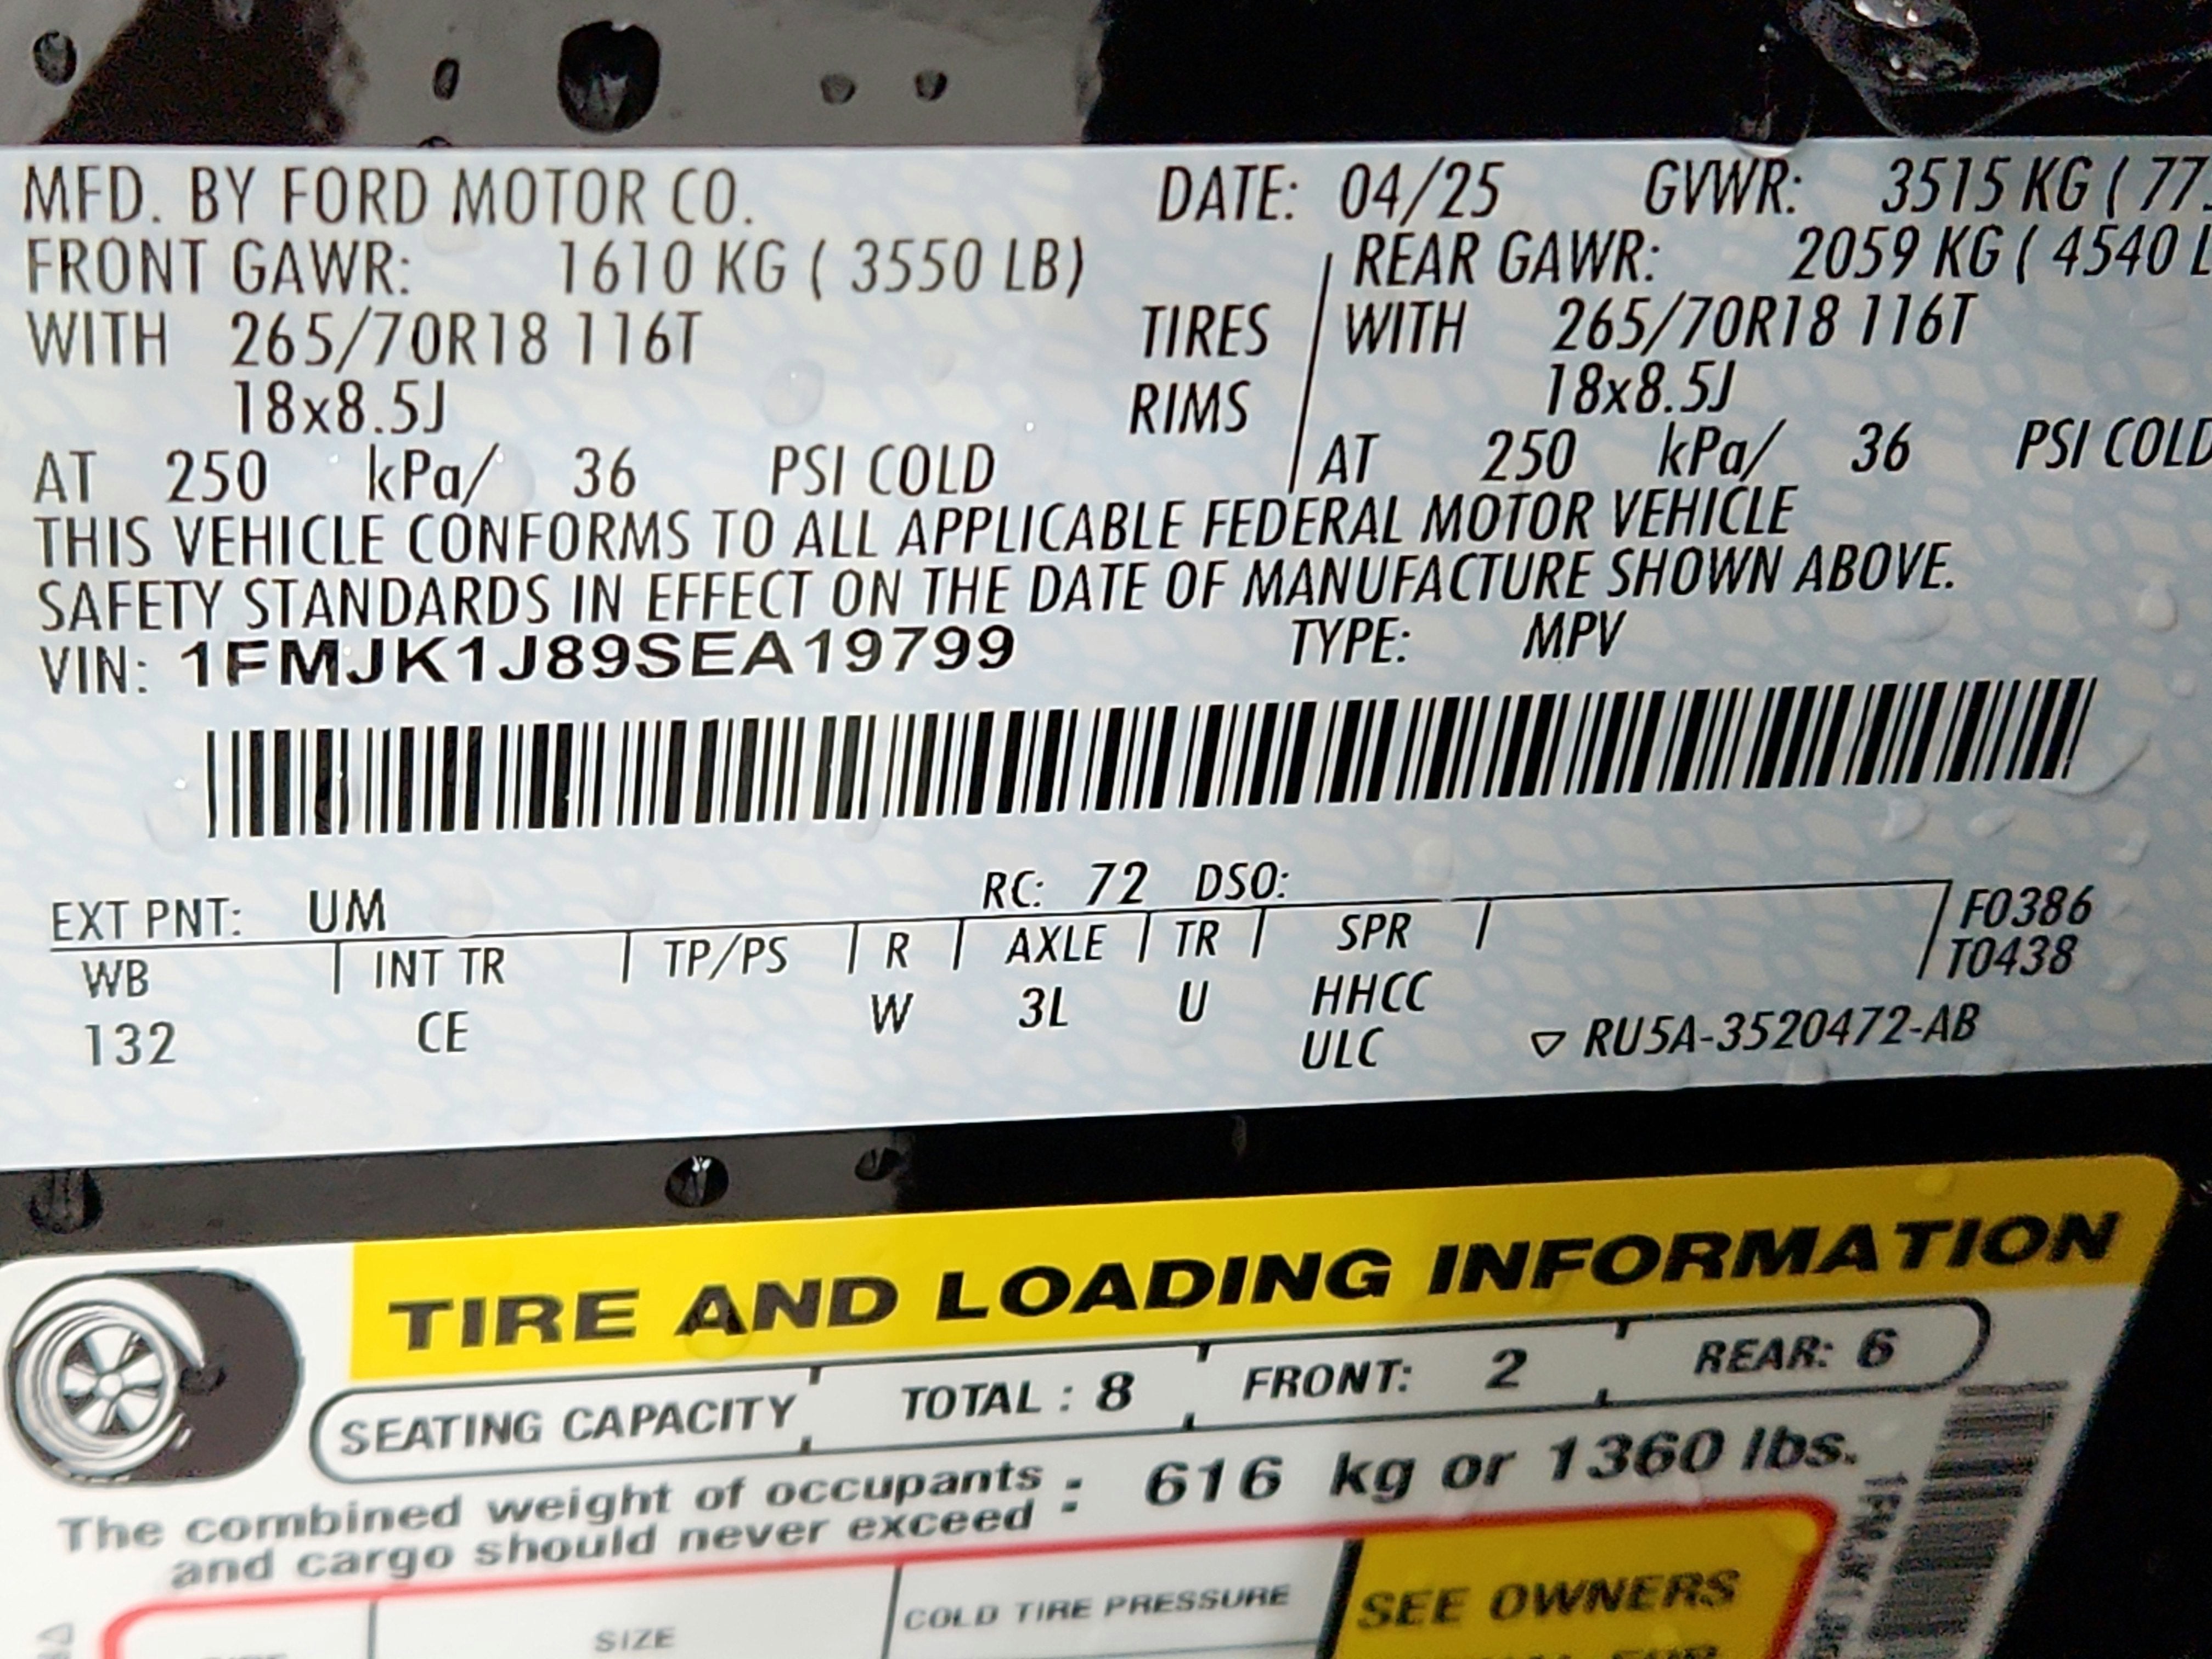 MFD. BY FORD MOTOR CO. DATE: 04/25 GVWR: 3515 KG ( 77
FRONT GAWR: 1610 KG ( 3550 LB) REAR GAWR: 2059 KG ( 4540 L
WITH 265/70R18 116T TIRES WITH 265/70R18 116T
18x8.5J RIMS 18x8.5J
AT 250 kPa/ 36 PSI COLD AT 250 kPa/ 36 PSI COLD
THIS VEHICLE CONFORMS TO ALL APPLICABLE FEDERAL MOTOR VEHICLE
SAFETY STANDARDS IN EFFECT ON THE DATE OF MANUFACTURE SHOWN ABOVE.
VIN: 1FMJK1J89SEA19799 TYPE: MPV
EXT PNT: UM RC: 72 DSO:
WB INT TR TP/PS R AXLE TR SPR F0386
T0438
132 CE W 3L U HHCC
ULC ▽ RU5A-3520472-AB
TIRE AND LOADING INFORMATION
SEATING CAPACITY TOTAL : 8 FRONT: 2 REAR: 6
The combined weight of occupants
and cargo should never exceed : 616 kg or 1360 lbs.
SIZE COLD TIRE PRESSURE SEE OWNERS